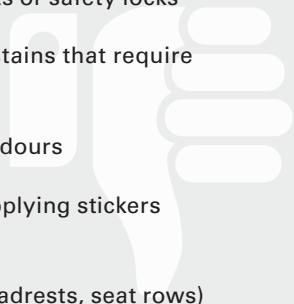 of safety locks
tains that require
dours
plying stickers
adrests, seat rows)